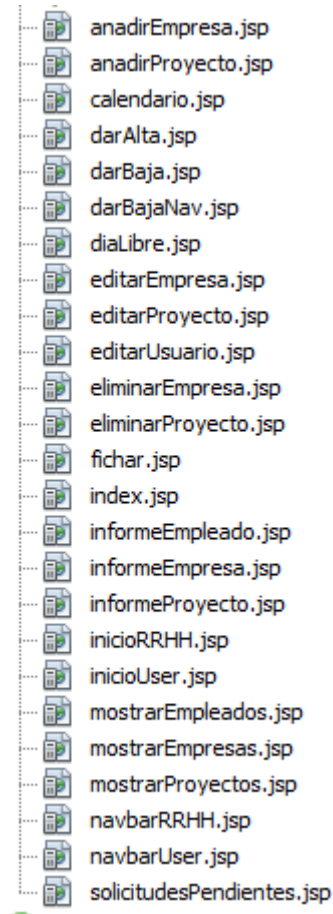 anadirEmpresa.jsp
anadirProyecto.jsp
calendario.jsp
darAlta.jsp
darBaja.jsp
darBajaNav.jsp
diaLibre.jsp
editarEmpresa.jsp
editarProyecto.jsp
editarUsuario.jsp
eliminarEmpresa.jsp
eliminarProyecto.jsp
fichar.jsp
index.jsp
informeEmpleado.jsp
informeEmpresa.jsp
informeProyecto.jsp
inicioRRHH.jsp
inicioUser.jsp
mostrarEmpleados.jsp
mostrarEmpresas.jsp
mostrarProyectos.jsp
navbarRRHH.jsp
navbarUser.jsp
solicitudesPendientes.jsp